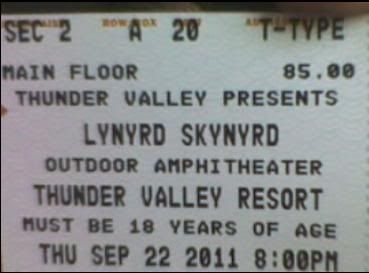 SEC 2 A 20 T-TYPE
MAIN FLOOR 85.00
THUNDER VALLEY PRESENTS
LYNYRD SKYNYRD
OUTDOOR AMPHITHEATER
THUNDER VALLEY RESORT
MUST BE 18 YEARS OF AGE
THU SEP 22 2011 8:00PM